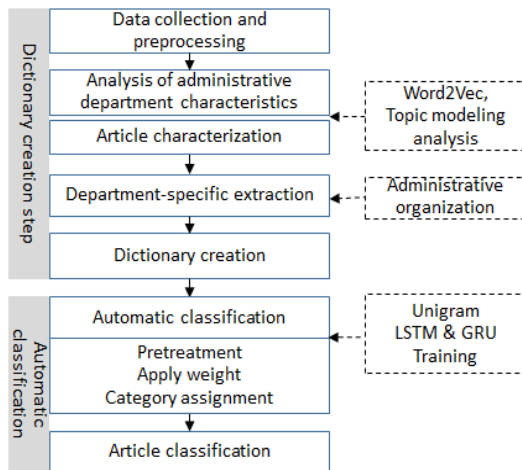 Dictionary creation step
Data collection and
preprocessing
Analysis of administrative
department characteristics
Article characterization
Word2Vec,
Topic modeling
analysis
Department-specific extraction
Administrative
organization
Dictionary creation
Automatic
classification
Automatic classification
Pretreatment
Apply weight
Category assignment
Unigram
LSTM & GRU
Training
Article classification